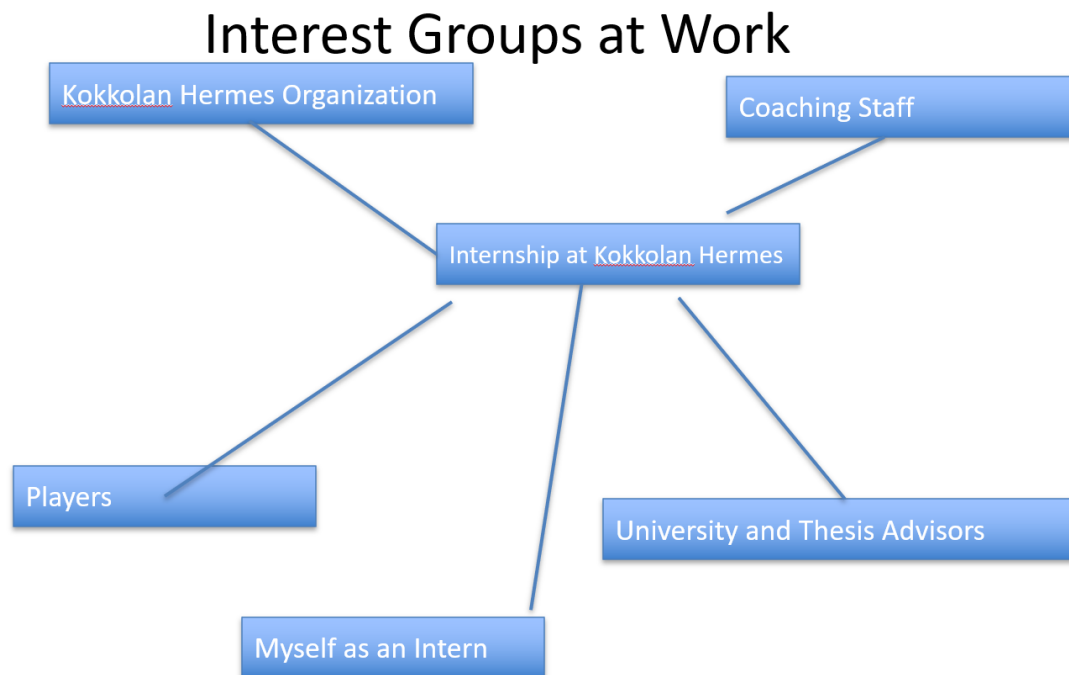 Interest Groups at Work
Kokkolan Hermes Organization
Coaching Staff
Internship at Kokkolan Hermes
Players
University and Thesis Advisors
Myself as an Intern